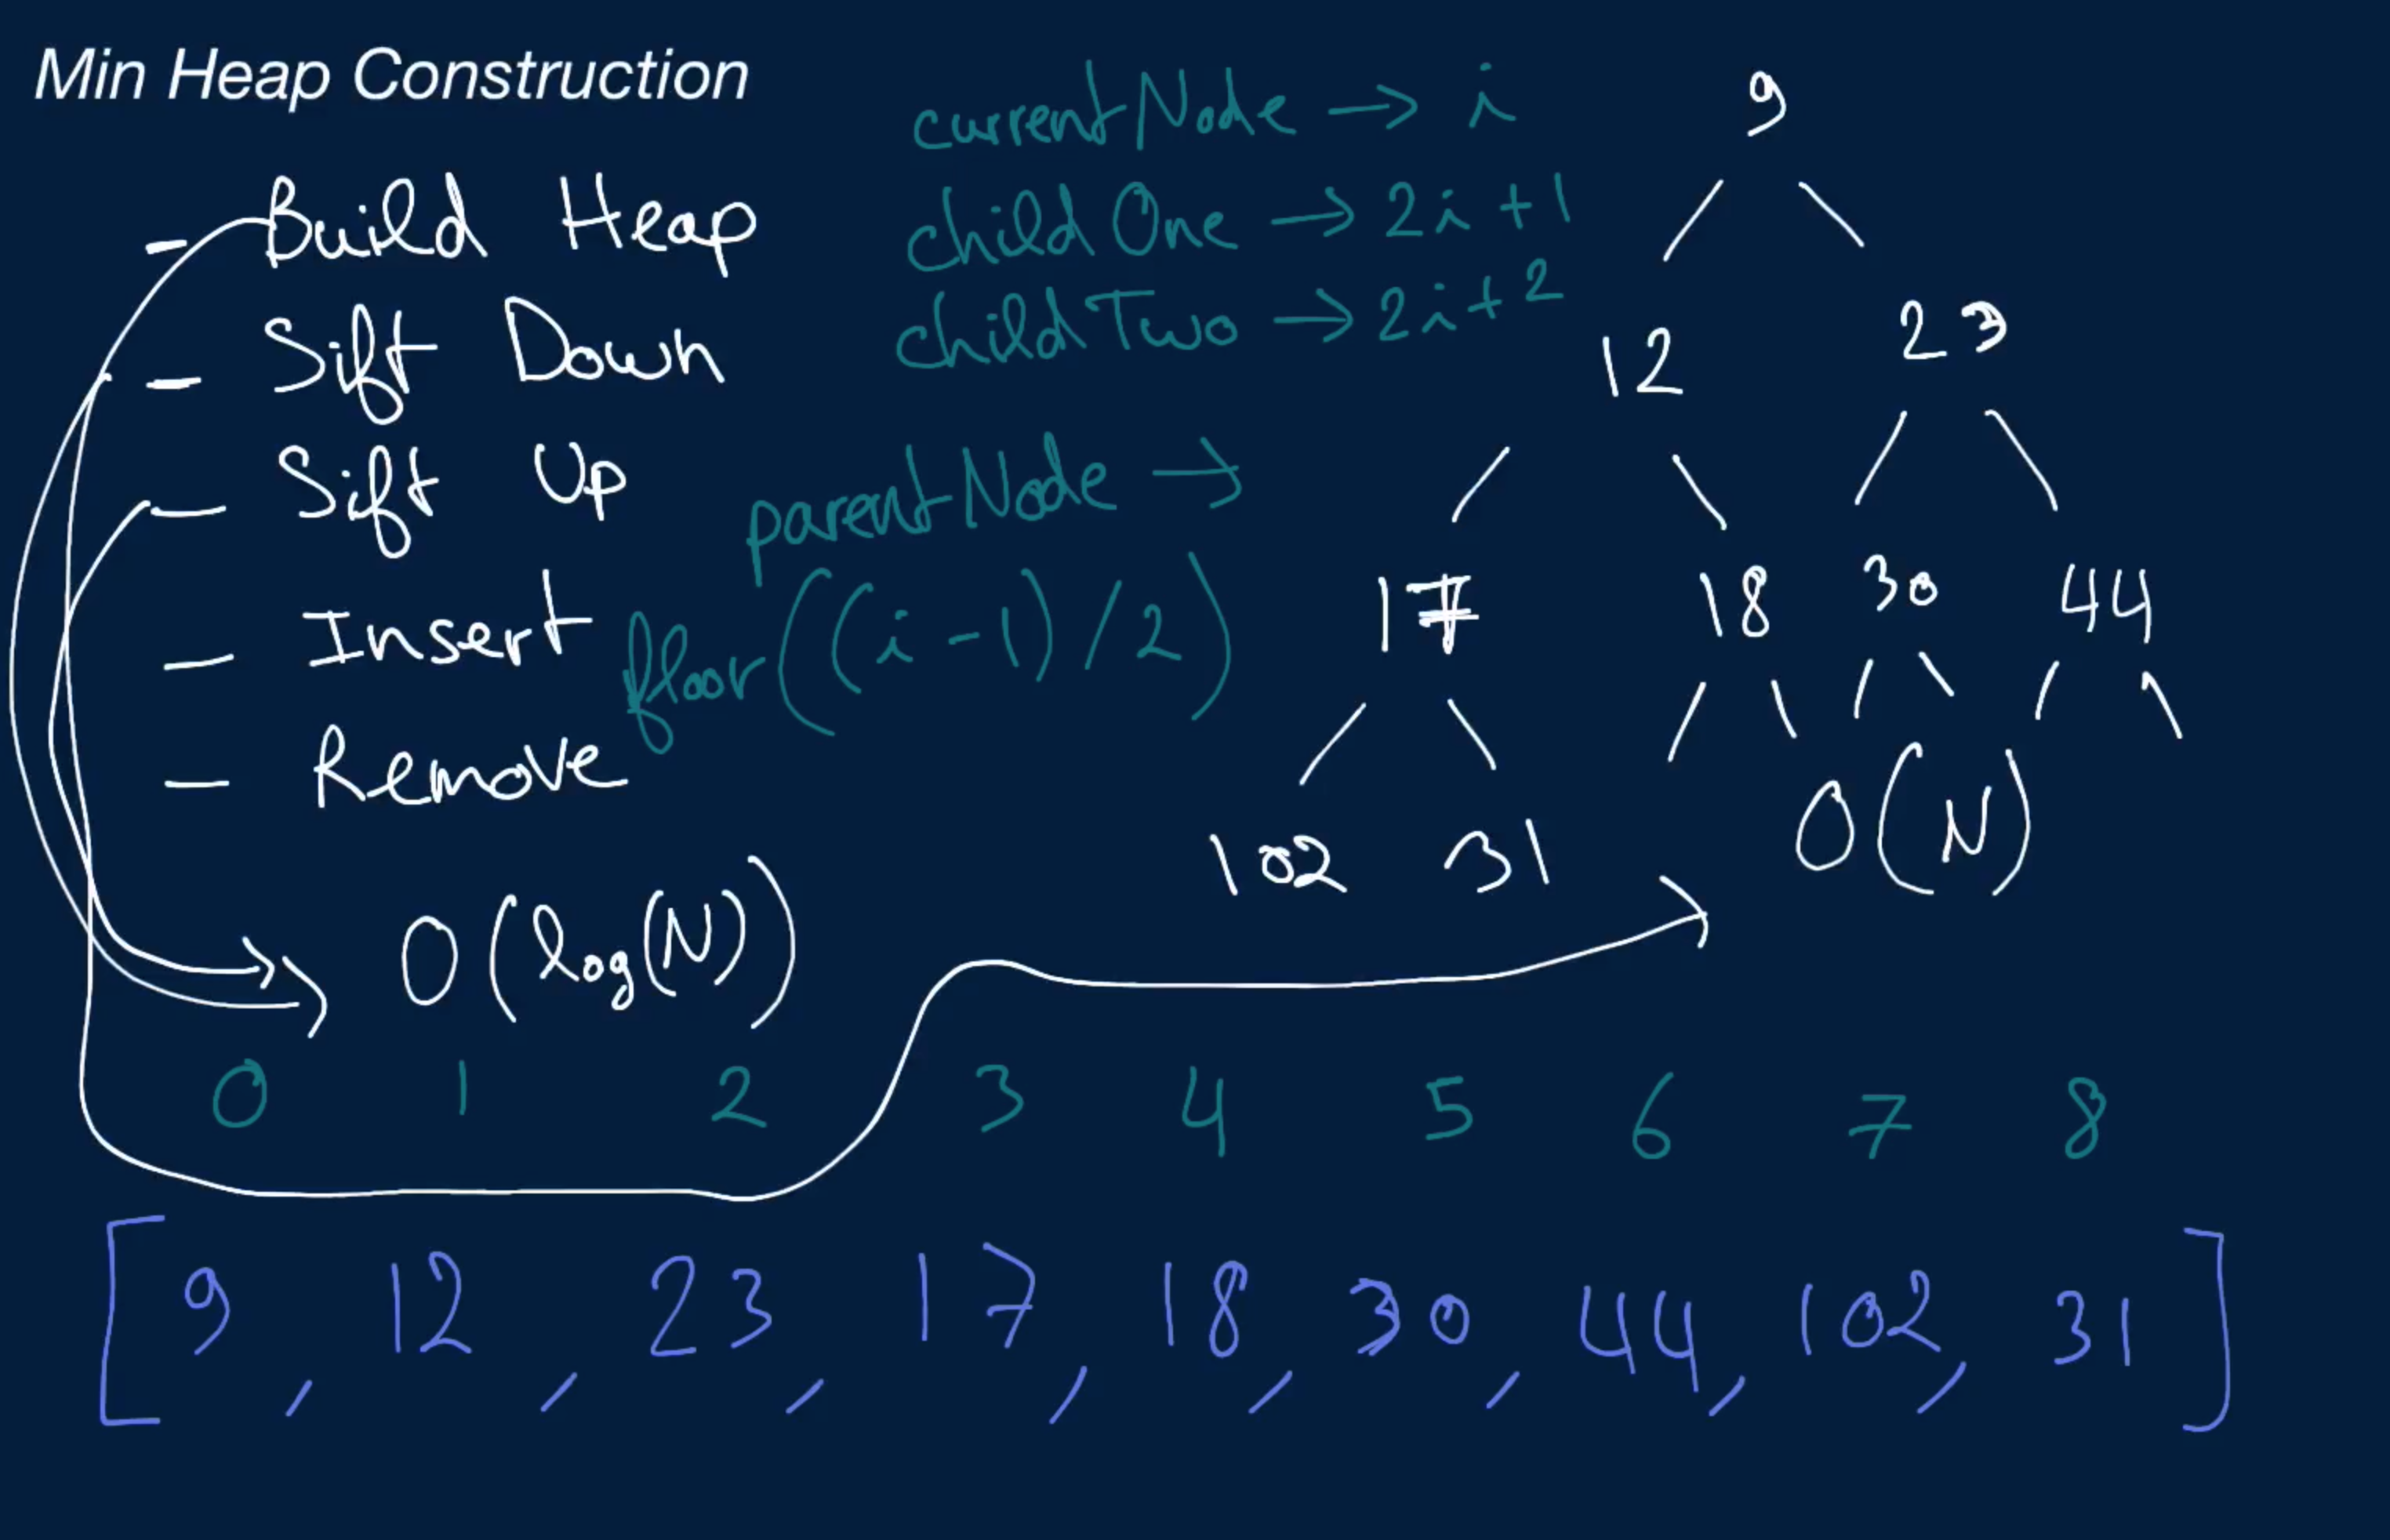 Min Heap Construction
- Build Heap
- Sift Down
- Sift Up
- Insert
- Remove
O(log(N))
currentNode → i
childOne → 2i+1
childTwo → 2i+2
parentNode →
floor((i-1)/2)
9
12 23
17 18 30 44
102 31
O(N)
0 1 2 3 4 5 6 7 8
[9, 12, 23, 17, 18, 30, 44, 102, 31]